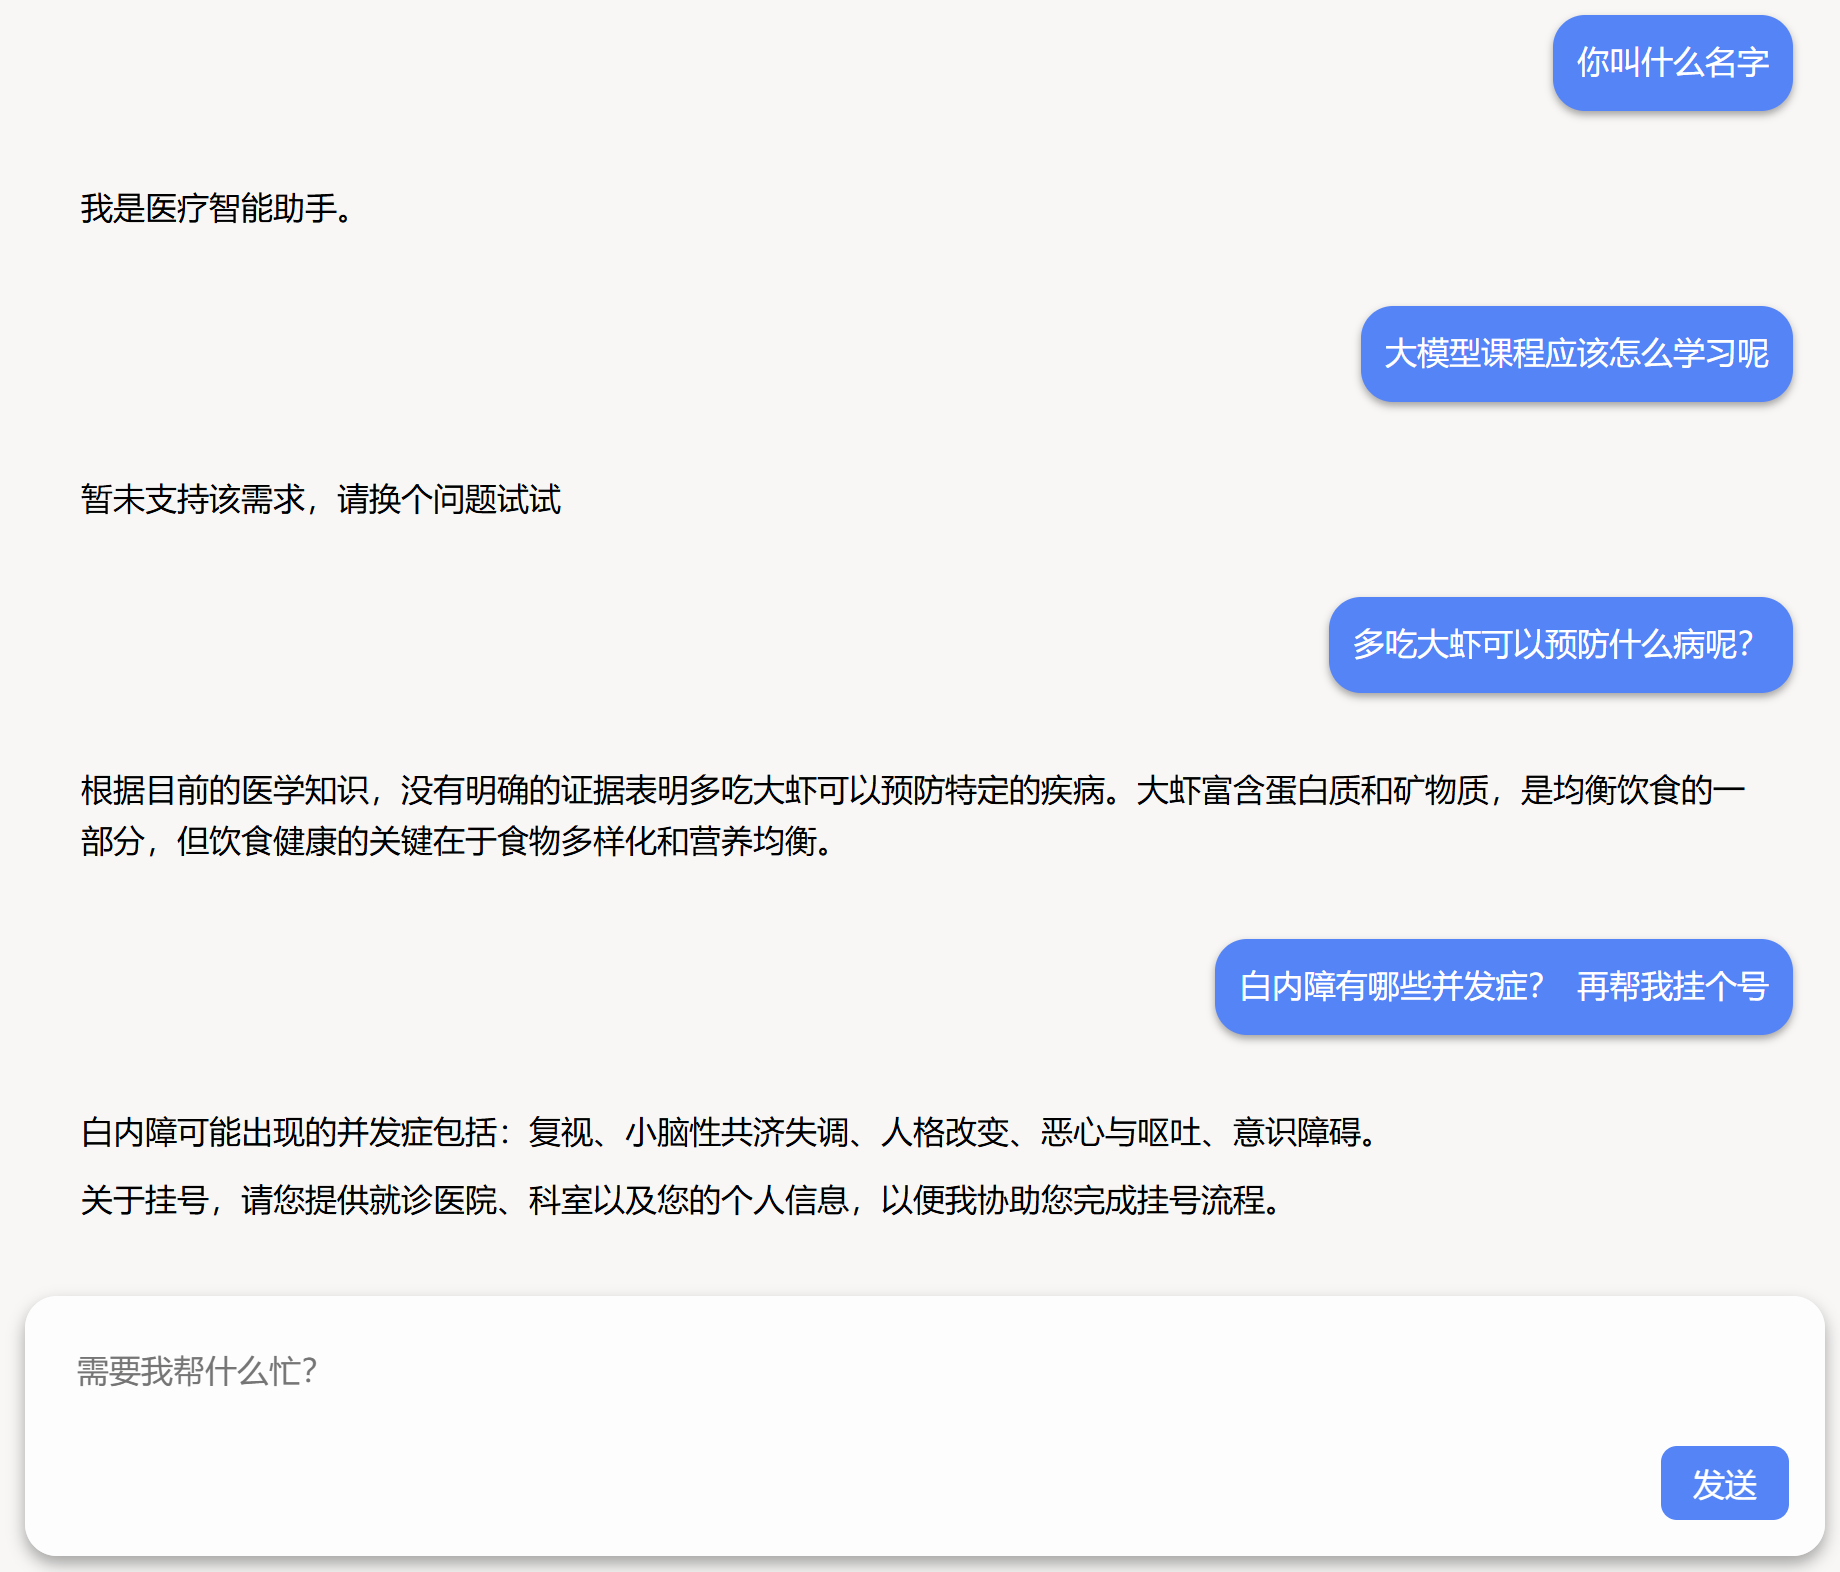 你叫什么名字
我是医疗智能助手。
大模型课程应该怎么学习呢
暂未支持该需求，请换个问题试试
多吃大虾可以预防什么病呢？
根据目前的医学知识，没有明确的证据表明多吃大虾可以预防特定的疾病。大虾富含蛋白质和矿物质，是均衡饮食的一
部分，但饮食健康的关键在于食物多样化和营养均衡。
白内障有哪些并发症？ 再帮我挂个号
白内障可能出现的并发症包括：复视、小脑性共济失调、人格改变、恶心与呕吐、意识障碍。
关于挂号，请您提供就诊医院、科室以及您的个人信息，以便我协助您完成挂号流程。
需要我帮什么忙？
发送